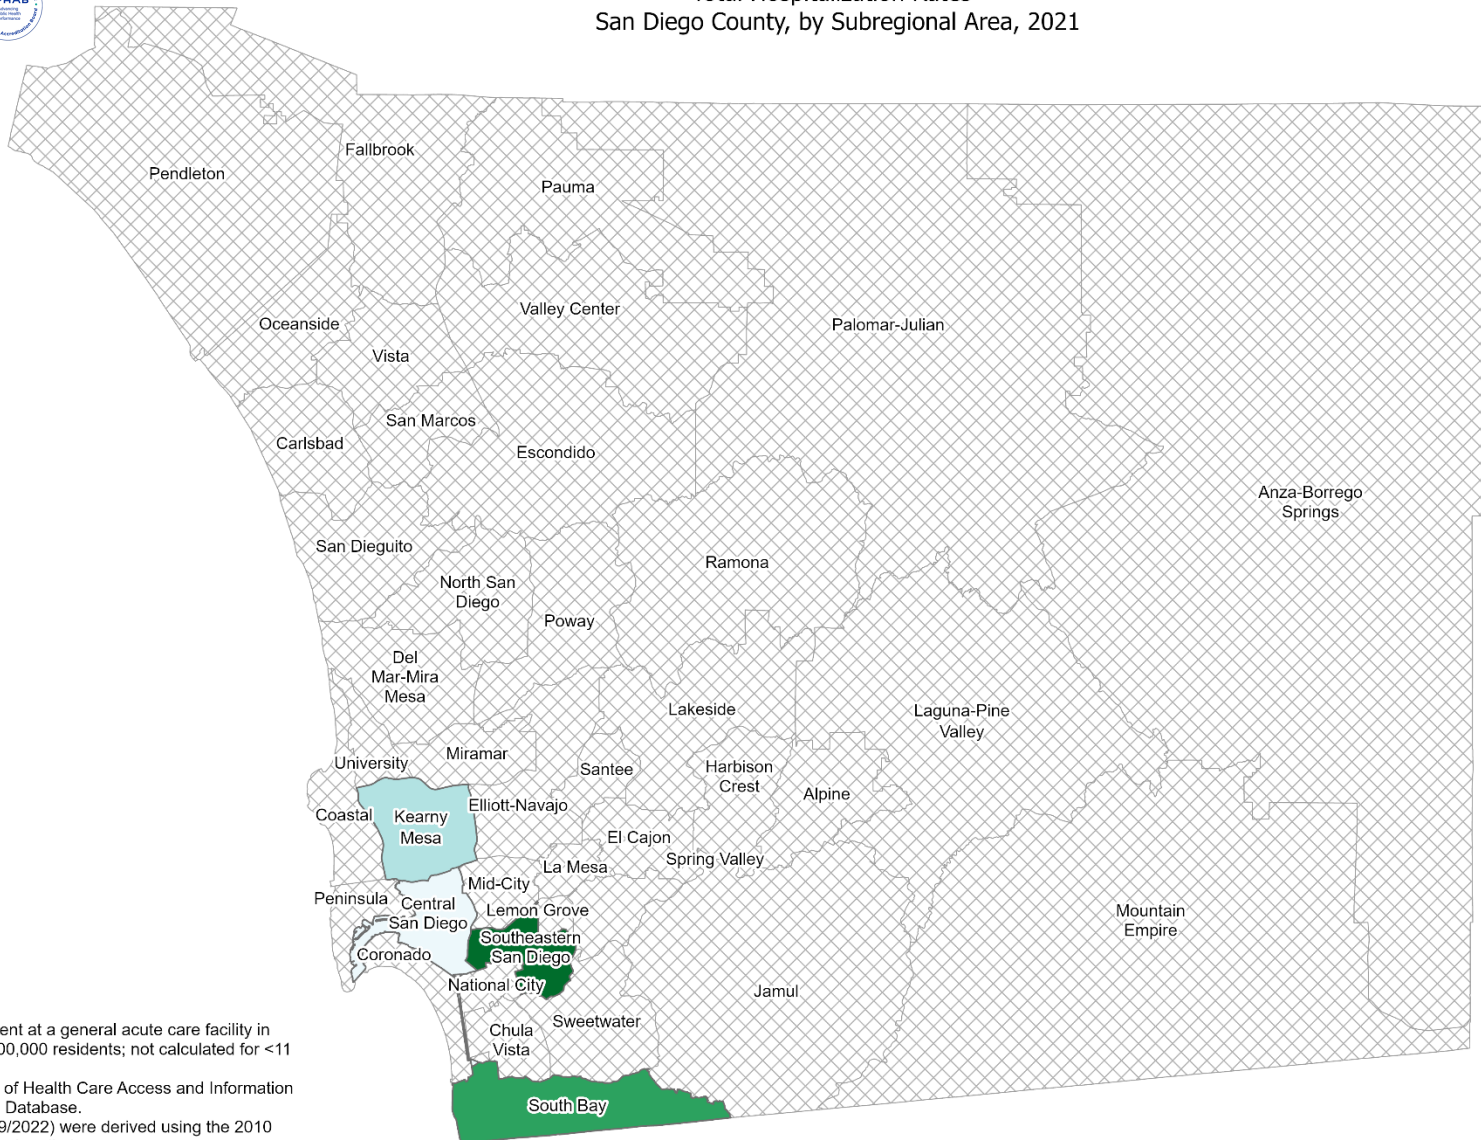 San Diego County, by Subregional Area, 2021
Fallbrook
Pendleton
Pauma
Valley Center
Oceanside
Palomar-Julian
Vista
San Marcos
Carlsbad
Escondido
Anza-Borrego
Springs
San Dieguito
Ramona
North San
Diego
Poway
Del
Mar-Mira
Mesa
Lakeside
Laguna-Pine
Valley
Miramar
University
Santee
Harbison
Crest
Alpine
Elliott-Navajo
Coastal
Kearny
Mesa
El Cajon
Spring Valley
La Mesa
Mid-City
Peninsula
Central
San Diego
Lemon Grove
Mountain
Empire
Southeastern
San Diego
Coronado
National City
Jamul
Sweetwater
Chula
Vista
South Bay
ent at a general acute care facility in
00,000 residents; not calculated for <11
of Health Care Access and Information
Database.
9/2022) were derived using the 2010